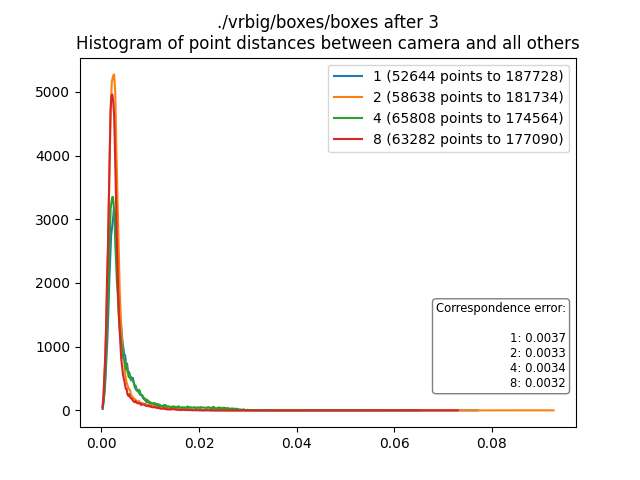 ./vrbig/boxes/boxes after 3
Histogram of point distances between camera and all others
1 (52644 points to 187728)
2 (58638 points to 181734)
4 (65808 points to 174564)
8 (63282 points to 177090)
5000
4000
3000
2000
1000
0
Correspondence error:
1: 0.0037
2: 0.0033
4: 0.0034
8: 0.0032
0.00 0.02 0.04 0.06 0.08